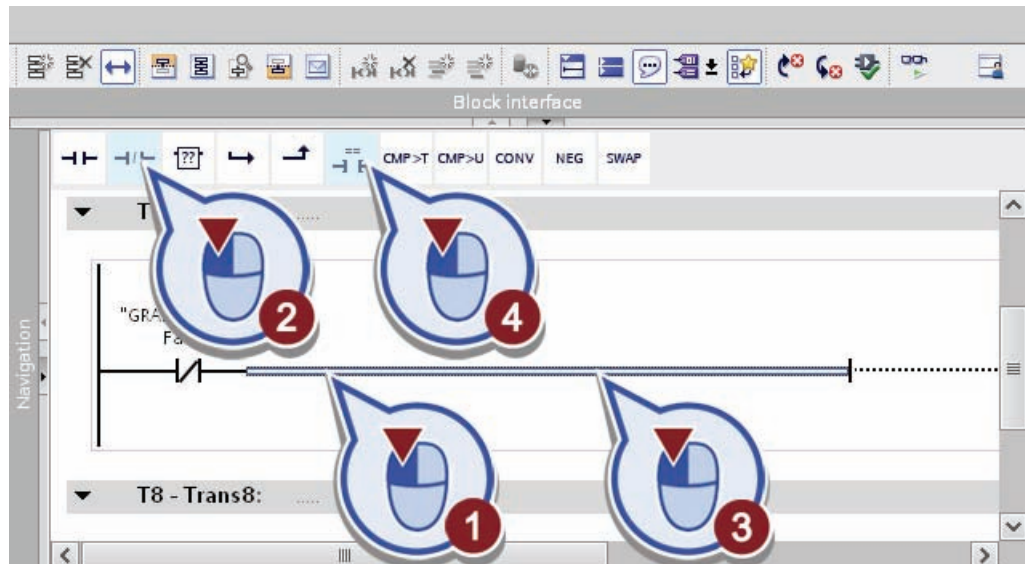 Block interface
??
==
CMP>T CMP>U CONV NEG SWAP
T .....
"GRA
Fa
Navigation
2
4
1
3
T8 - Trans8: .....